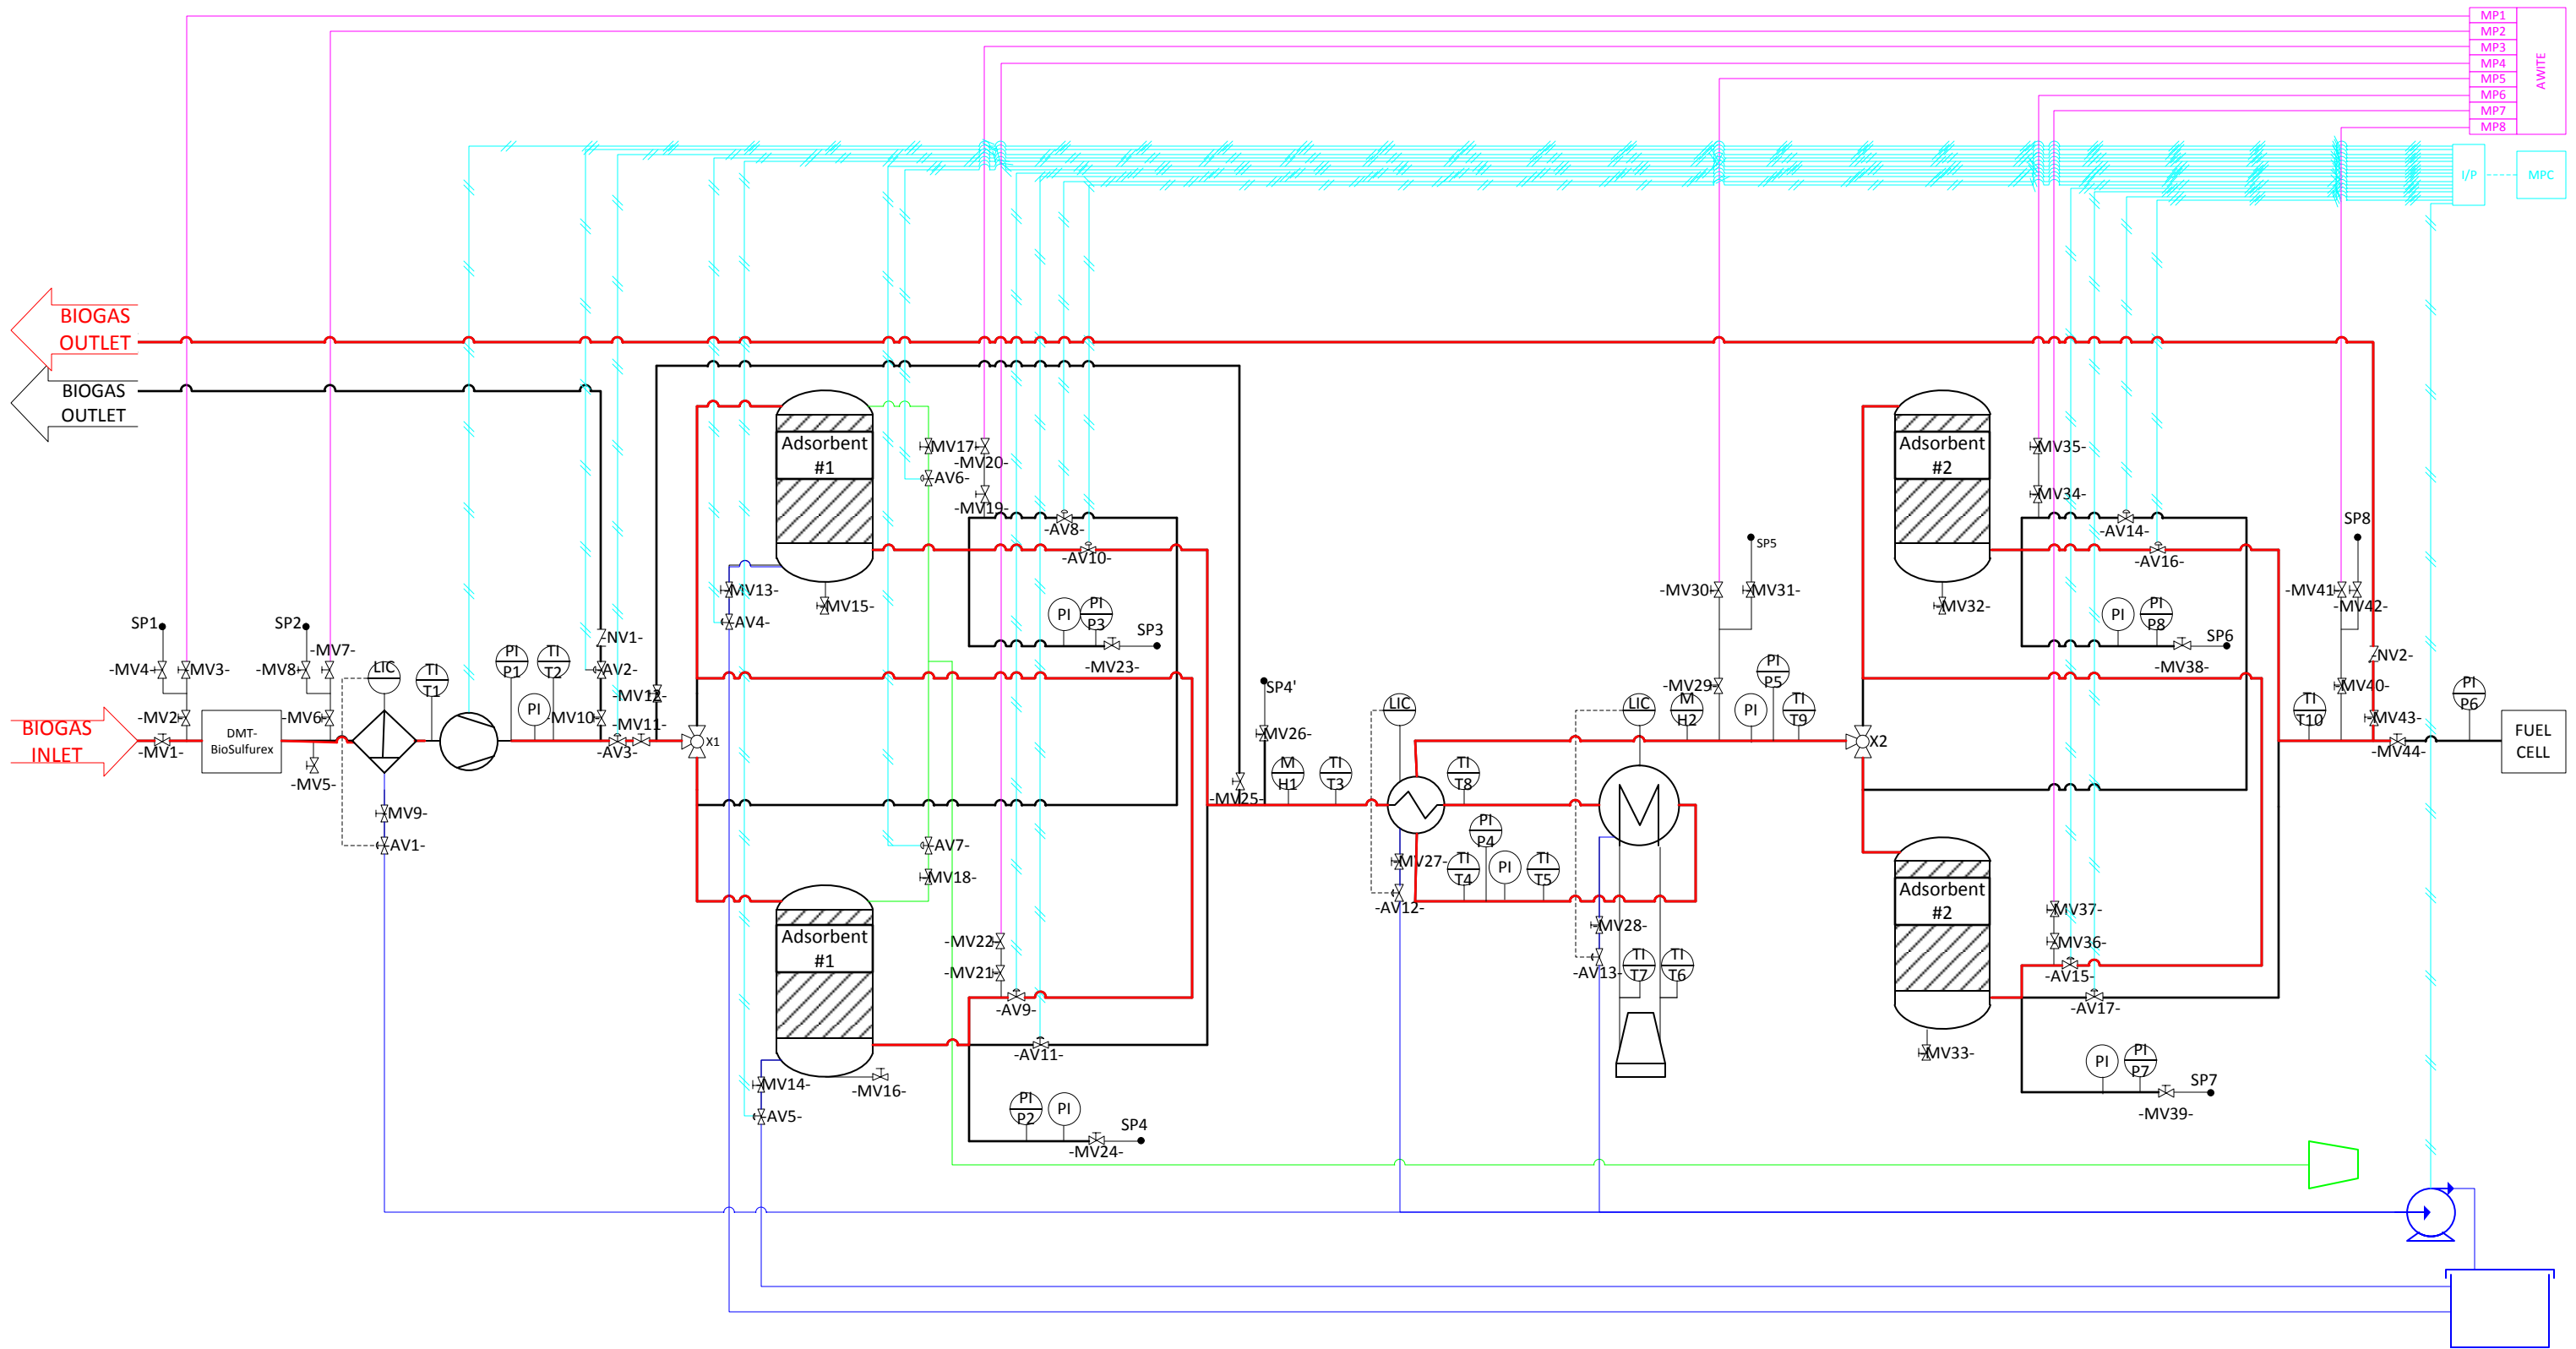 MP1
MP2
MP3
MP4
MP5
MP6
MP7
MP8
AWITE
I/P
MPC
BIOGAS
OUTLET
BIOGAS
OUTLET
BIOGAS
INLET
SP1
-MV4-
MV3-
-MV2-
-MV1-
DMT-
BioSulfurex
SP2
-MV7-
-MV8-
-MV6-
-MV5-
LIC
MV9-
AV1-
TI
T1
PI
P1
PI
TI
T2
-NV1-
AV2-
-MV10-
-AV3-
-MV11-
-MV12-
X1
Adsorbent
#1
MV13-
AV4-
MV15-
MV17-
AV6-
-MV20-
-MV19-
-AV8-
-AV10-
PI
PI
P3
SP3
-MV23-
AV7-
MV18-
Adsorbent
#1
MV14-
AV5-
-MV16-
-MV22-
-MV21-
-AV9-
-AV11-
PI
P2
PI
SP4
-MV24-
SP4'
-MV26-
-MV25-
M
H1
TI
T3
LIC
MV27-
-AV12-
TI
T8
PI
P4
TI
T4
PI
TI
T5
LIC
MV28-
-AV13-
TI
T7
TI
T6
SP5
-MV30-
MV31-
-MV29-
M
H2
PI
PI
P5
TI
T9
X2
Adsorbent
#2
MV32-
MV35-
MV34-
-AV14-
-AV16-
PI
PI
P8
SP6
-MV38-
Adsorbent
#2
MV33-
MV37-
MV36-
-AV15-
-AV17-
PI
PI
P7
SP7
-MV39-
SP8
-MV41-
-MV42-
-NV2-
MV40-
TI
T10
MV43-
-MV44-
PI
P6
FUEL
CELL